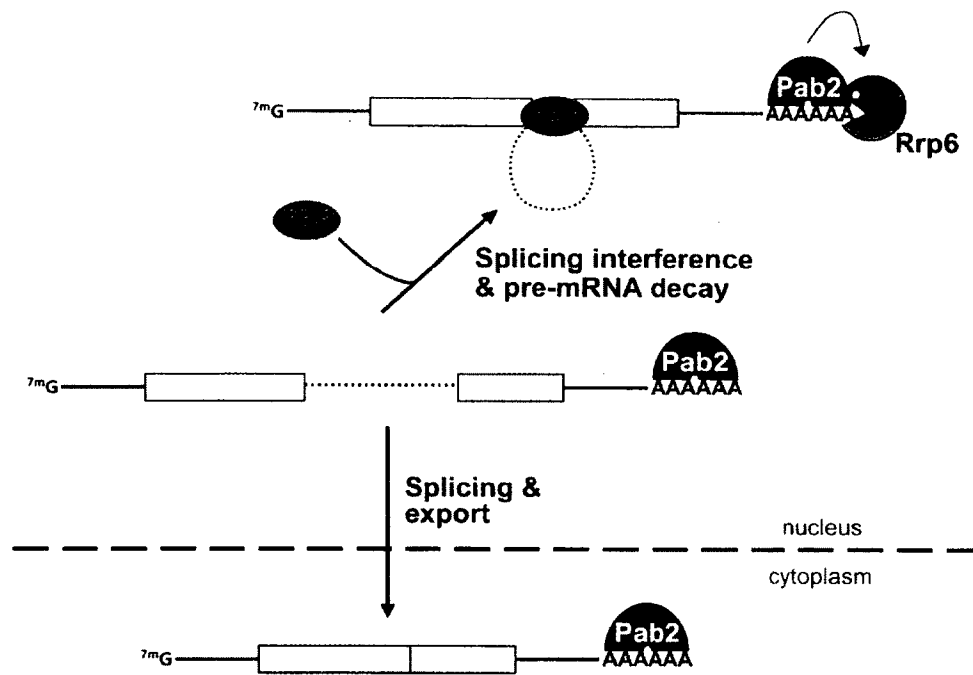 7mG
Pab2
AAAAAA
Rrp6
Splicing interference
& pre-mRNA decay
7mG
Pab2
AAAAAA
Splicing &
export
nucleus
cytoplasm
7mG
Pab2
AAAAAA